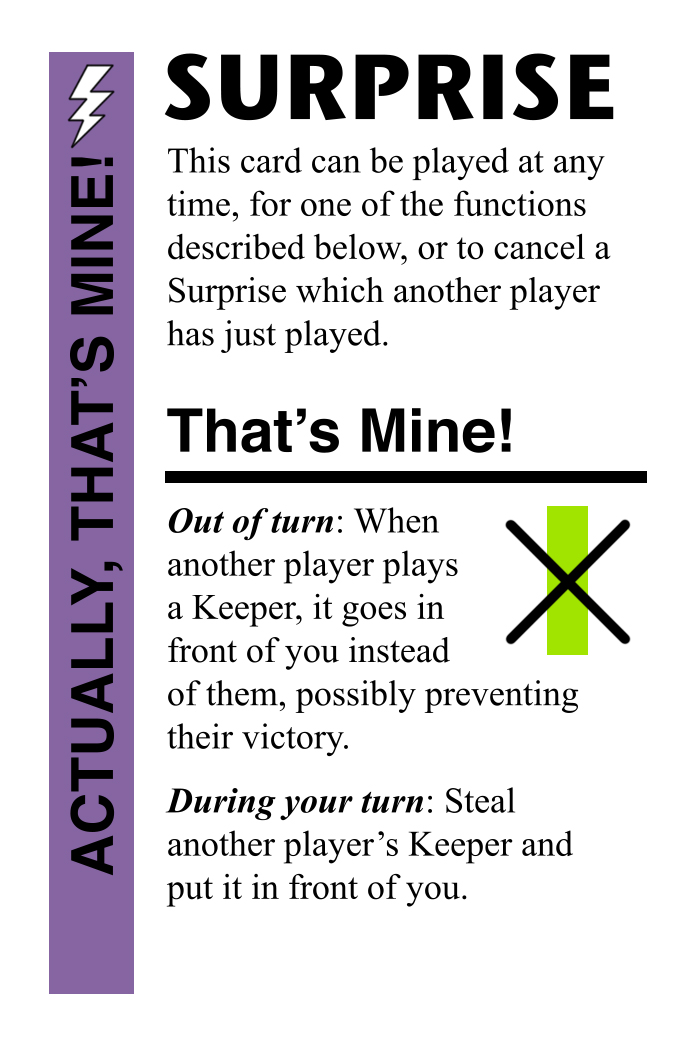 ACTUALLY, THAT’S MINE!
SURPRISE
This card can be played at any
time, for one of the functions
described below, or to cancel a
Surprise which another player
has just played.
That’s Mine!
Out of turn: When
another player plays
a Keeper, it goes in
front of you instead
of them, possibly preventing
their victory.
During your turn: Steal
another player’s Keeper and
put it in front of you.